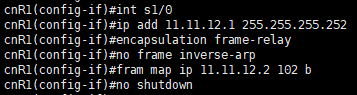 cnR1(config-if)#int s1/0
cnR1(config-if)#ip add 11.11.12.1 255.255.255.252
cnR1(config-if)#encapsulation frame-relay
cnR1(config-if)#no frame inverse-arp
cnR1(config-if)#fram map ip 11.11.12.2 102 b
cnR1(config-if)#no shutdown